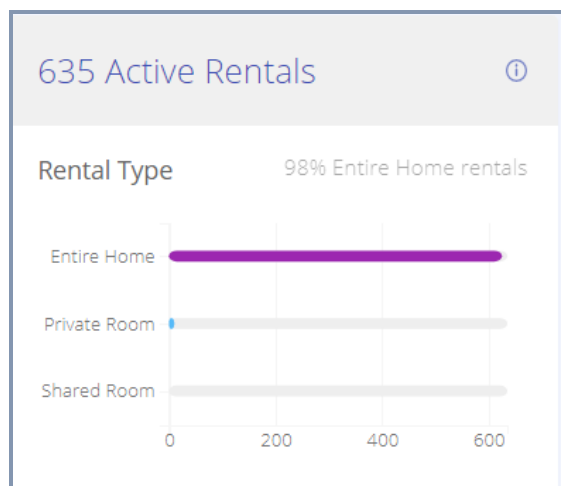 635 Active Rentals
Rental Type 98% Entire Home rentals
Entire Home
Private Room
Shared Room
0 200 400 600